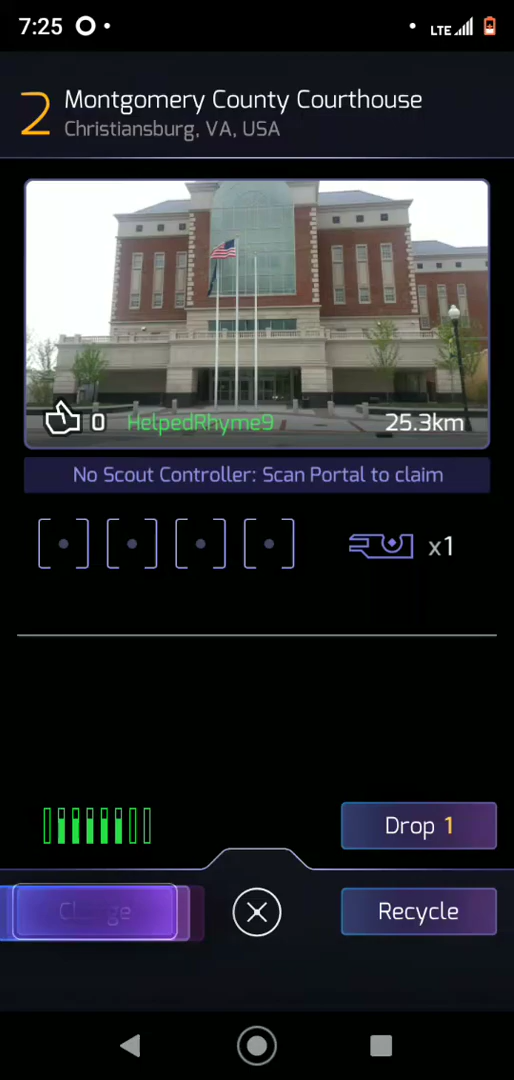 7:25
LTE
2
Montgomery County Courthouse
Christiansburg, VA, USA
0
HelpedRhyme9
25.3km
No Scout Controller: Scan Portal to claim
x1
Drop 1
Recycle